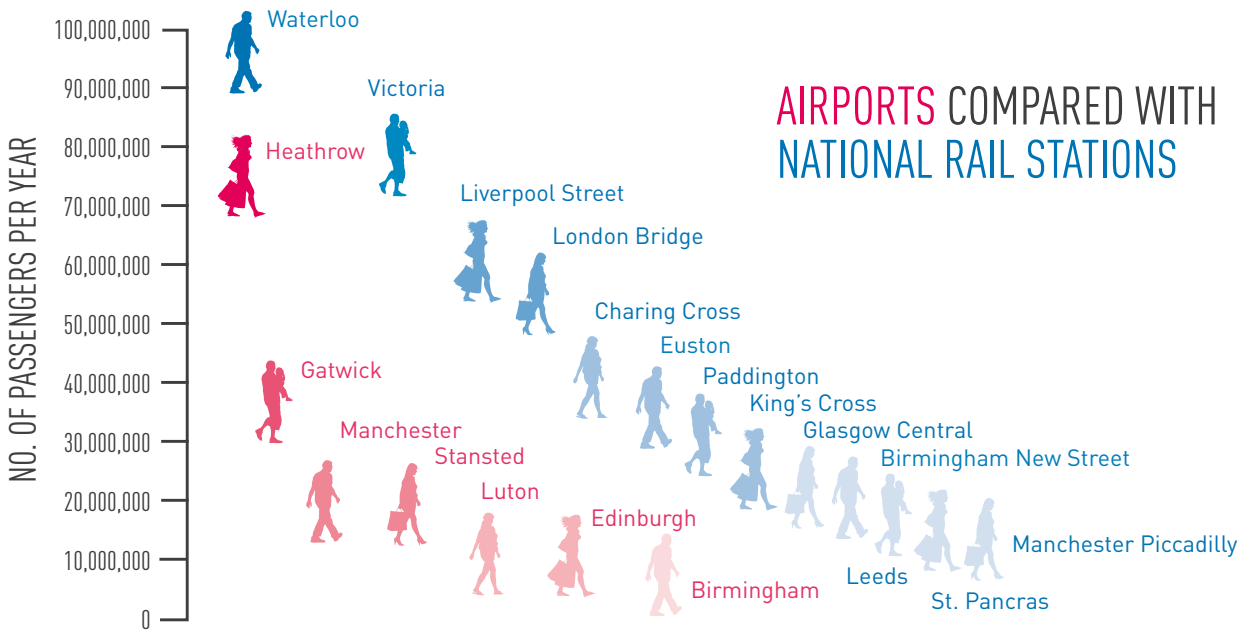 AIRPORTS COMPARED WITH
NATIONAL RAIL STATIONS
NO. OF PASSENGERS PER YEAR
100,000,000
90,000,000
80,000,000
70,000,000
60,000,000
50,000,000
40,000,000
30,000,000
20,000,000
10,000,000
0
Waterloo
Victoria
Heathrow
Liverpool Street
London Bridge
Charing Cross
Euston
Gatwick
Paddington
King's Cross
Manchester
Glasgow Central
Stansted
Birmingham New Street
Luton
Edinburgh
Manchester Piccadilly
Leeds
Birmingham
St. Pancras